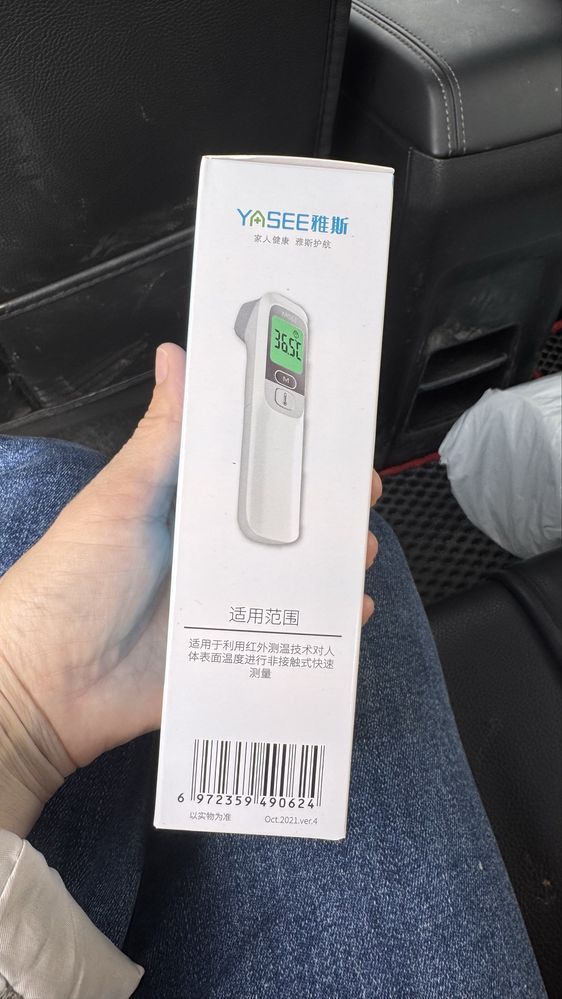 YASEE雅斯
家人健康 雅斯护航
YASEE
36.5℃
M
适用范围
适用于利用红外测温技术对人
体表面温度进行非接触式快速
测量
6 972359 490624
以实物为准 Oct.2021.ver.4